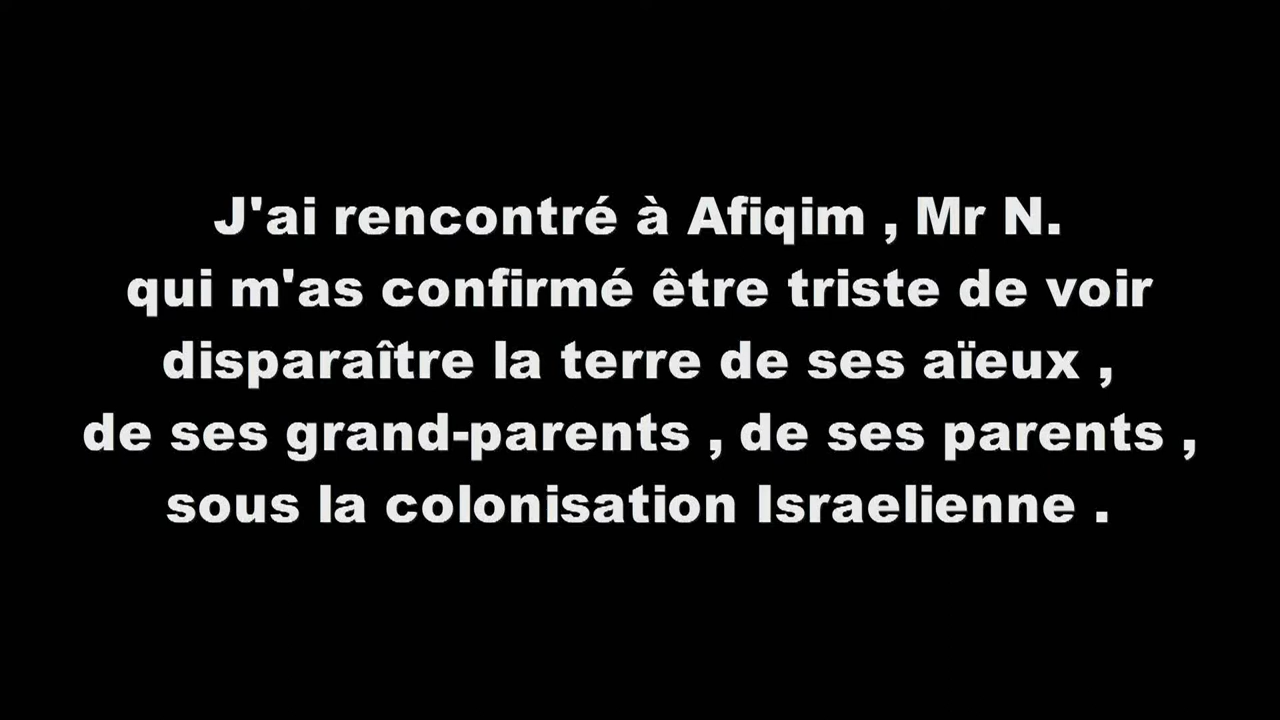 J'ai rencontré à Afiqim , Mr N.
qui m'as confirmé être triste de voir
disparaître la terre de ses aïeux ,
de ses grand-parents , de ses parents ,
sous la colonisation Israelienne .